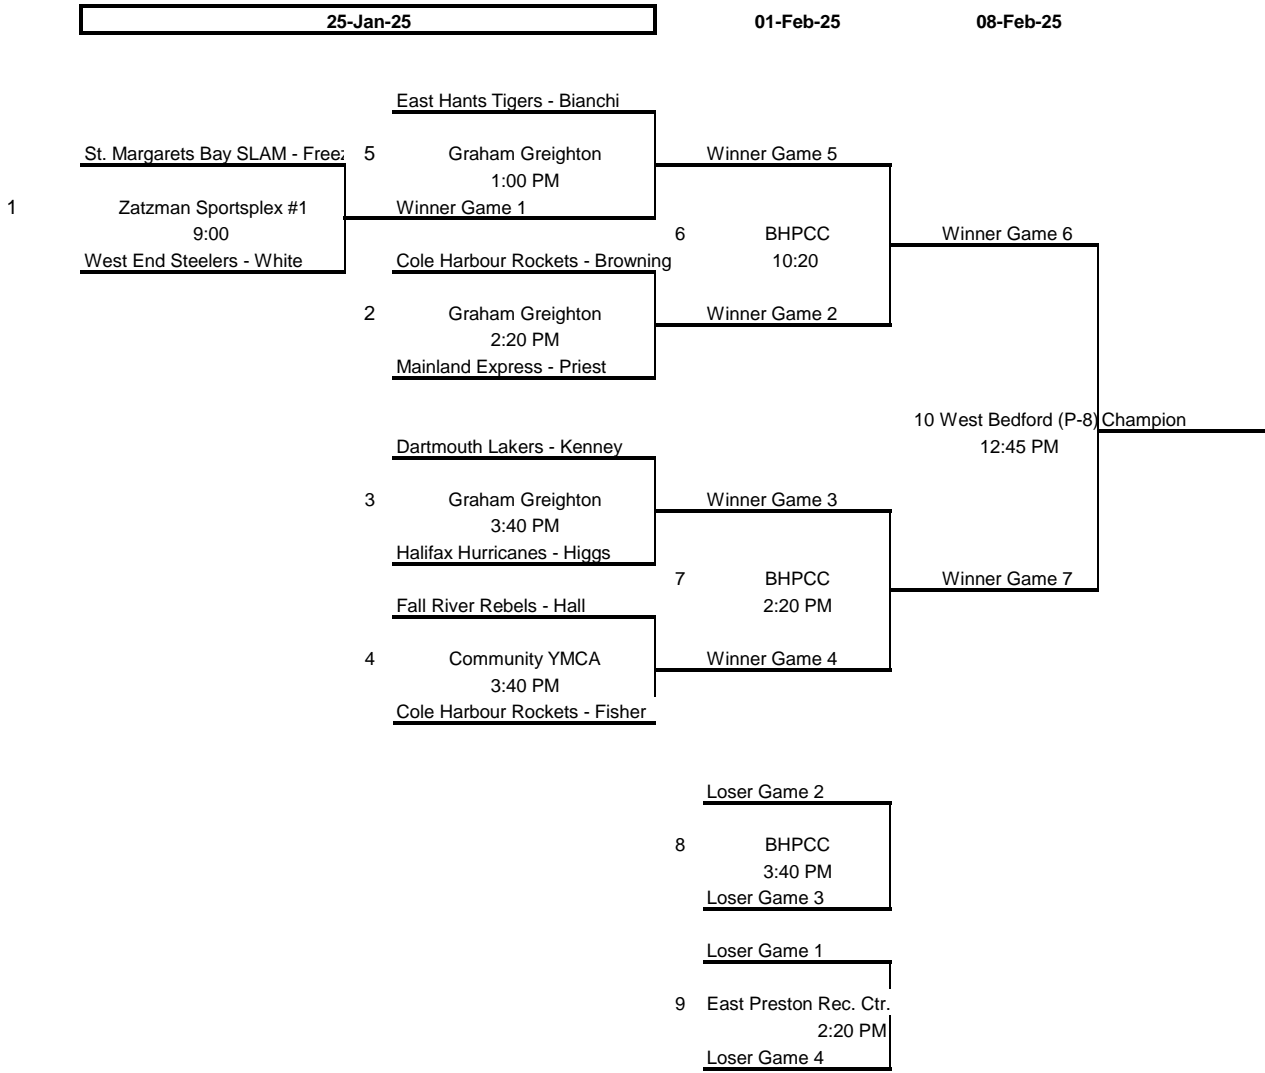 25-Jan-25 01-Feb-25 08-Feb-25
East Hants Tigers - Bianchi
St. Margarets Bay SLAM - Freez 5 Graham Greighton Winner Game 5
1:00 PM
1 Zatzman Sportsplex #1 Winner Game 1
9:00 6 BHPCC Winner Game 6
West End Steelers - White Cole Harbour Rockets - Browning 10:20
2 Graham Greighton Winner Game 2
2:20 PM
Mainland Express - Priest
10 West Bedford (P-8) Champion
Dartmouth Lakers - Kenney 12:45 PM
3 Graham Greighton Winner Game 3
3:40 PM
Halifax Hurricanes - Higgs
7 BHPCC Winner Game 7
Fall River Rebels - Hall 2:20 PM
4 Community YMCA Winner Game 4
3:40 PM
Cole Harbour Rockets - Fisher
Loser Game 2
8 BHPCC
3:40 PM
Loser Game 3
Loser Game 1
9 East Preston Rec. Ctr.
2:20 PM
Loser Game 4